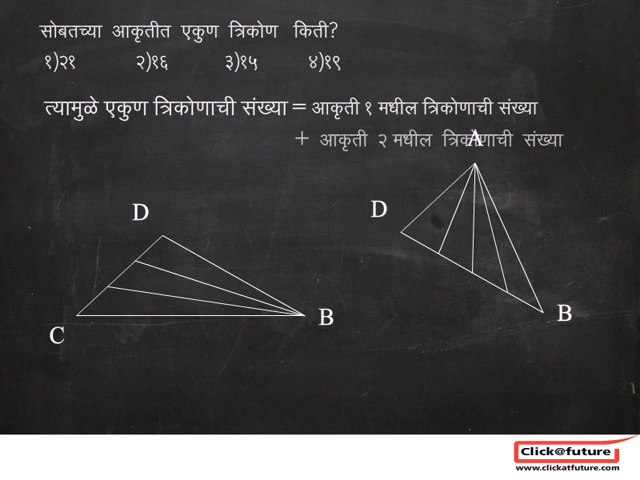 सोबतच्या आकृतीत एकुण त्रिकोण किती?
१)२१ २)१६ ३)१५ ४)१९
त्यामुळे एकुण त्रिकोणाची संख्या = आकृती १ मधील त्रिकोणाची संख्या
+ आकृती २ मधील त्रिकोणाची संख्या
A
D
D
B
B
C
Click@future
www.clickatfuture.com